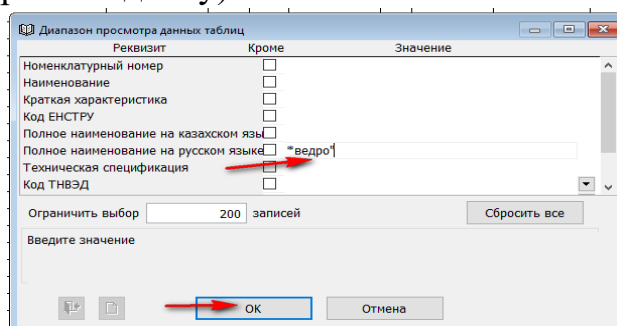 Диапазон просмотра данных таблиц
Реквизит Кроме Значение
Номенклатурный номер
Наименование
Краткая характеристика
Код ЕНСТРУ
Полное наименование на казахском язы
Полное наименование на русском языке "ведро"
Техническая спецификация
Код ТНВЭД
Ограничить выбор 200 записей Сбросить все
Введите значение
ОК Отмена